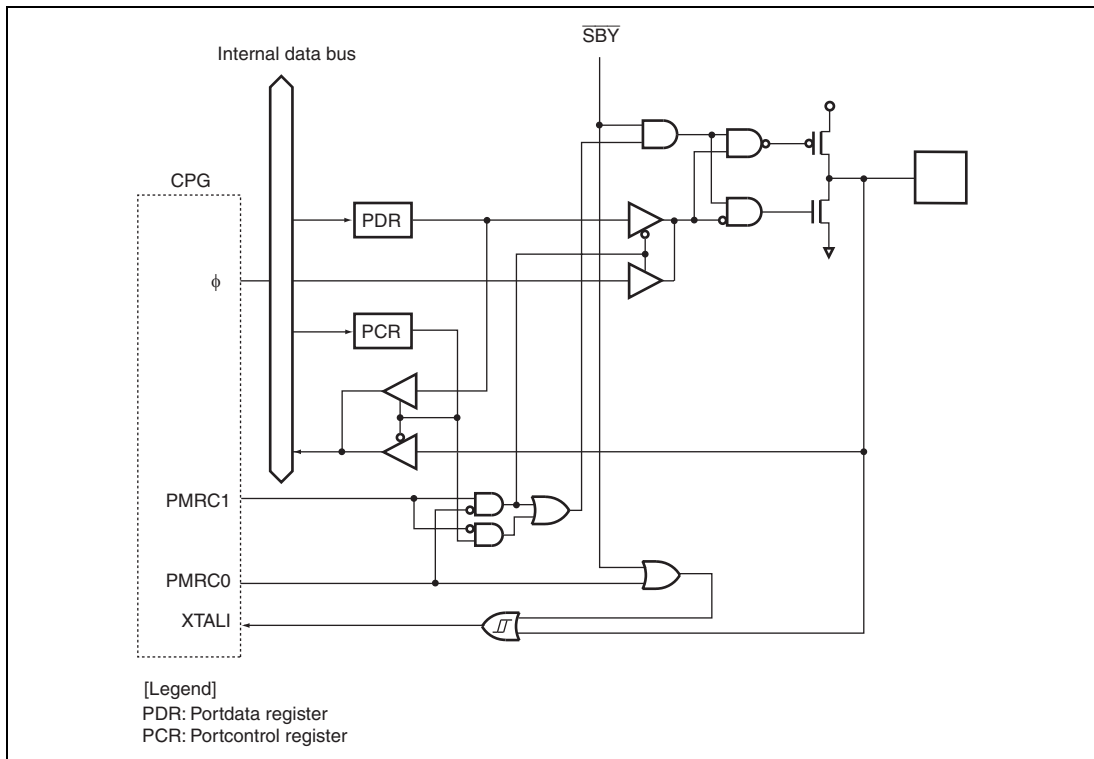 SBY
Internal data bus
CPG
PDR
ϕ
PCR
PMRC1
PMRC0
XTALI
[Legend]
PDR: Portdata register
PCR: Portcontrol register